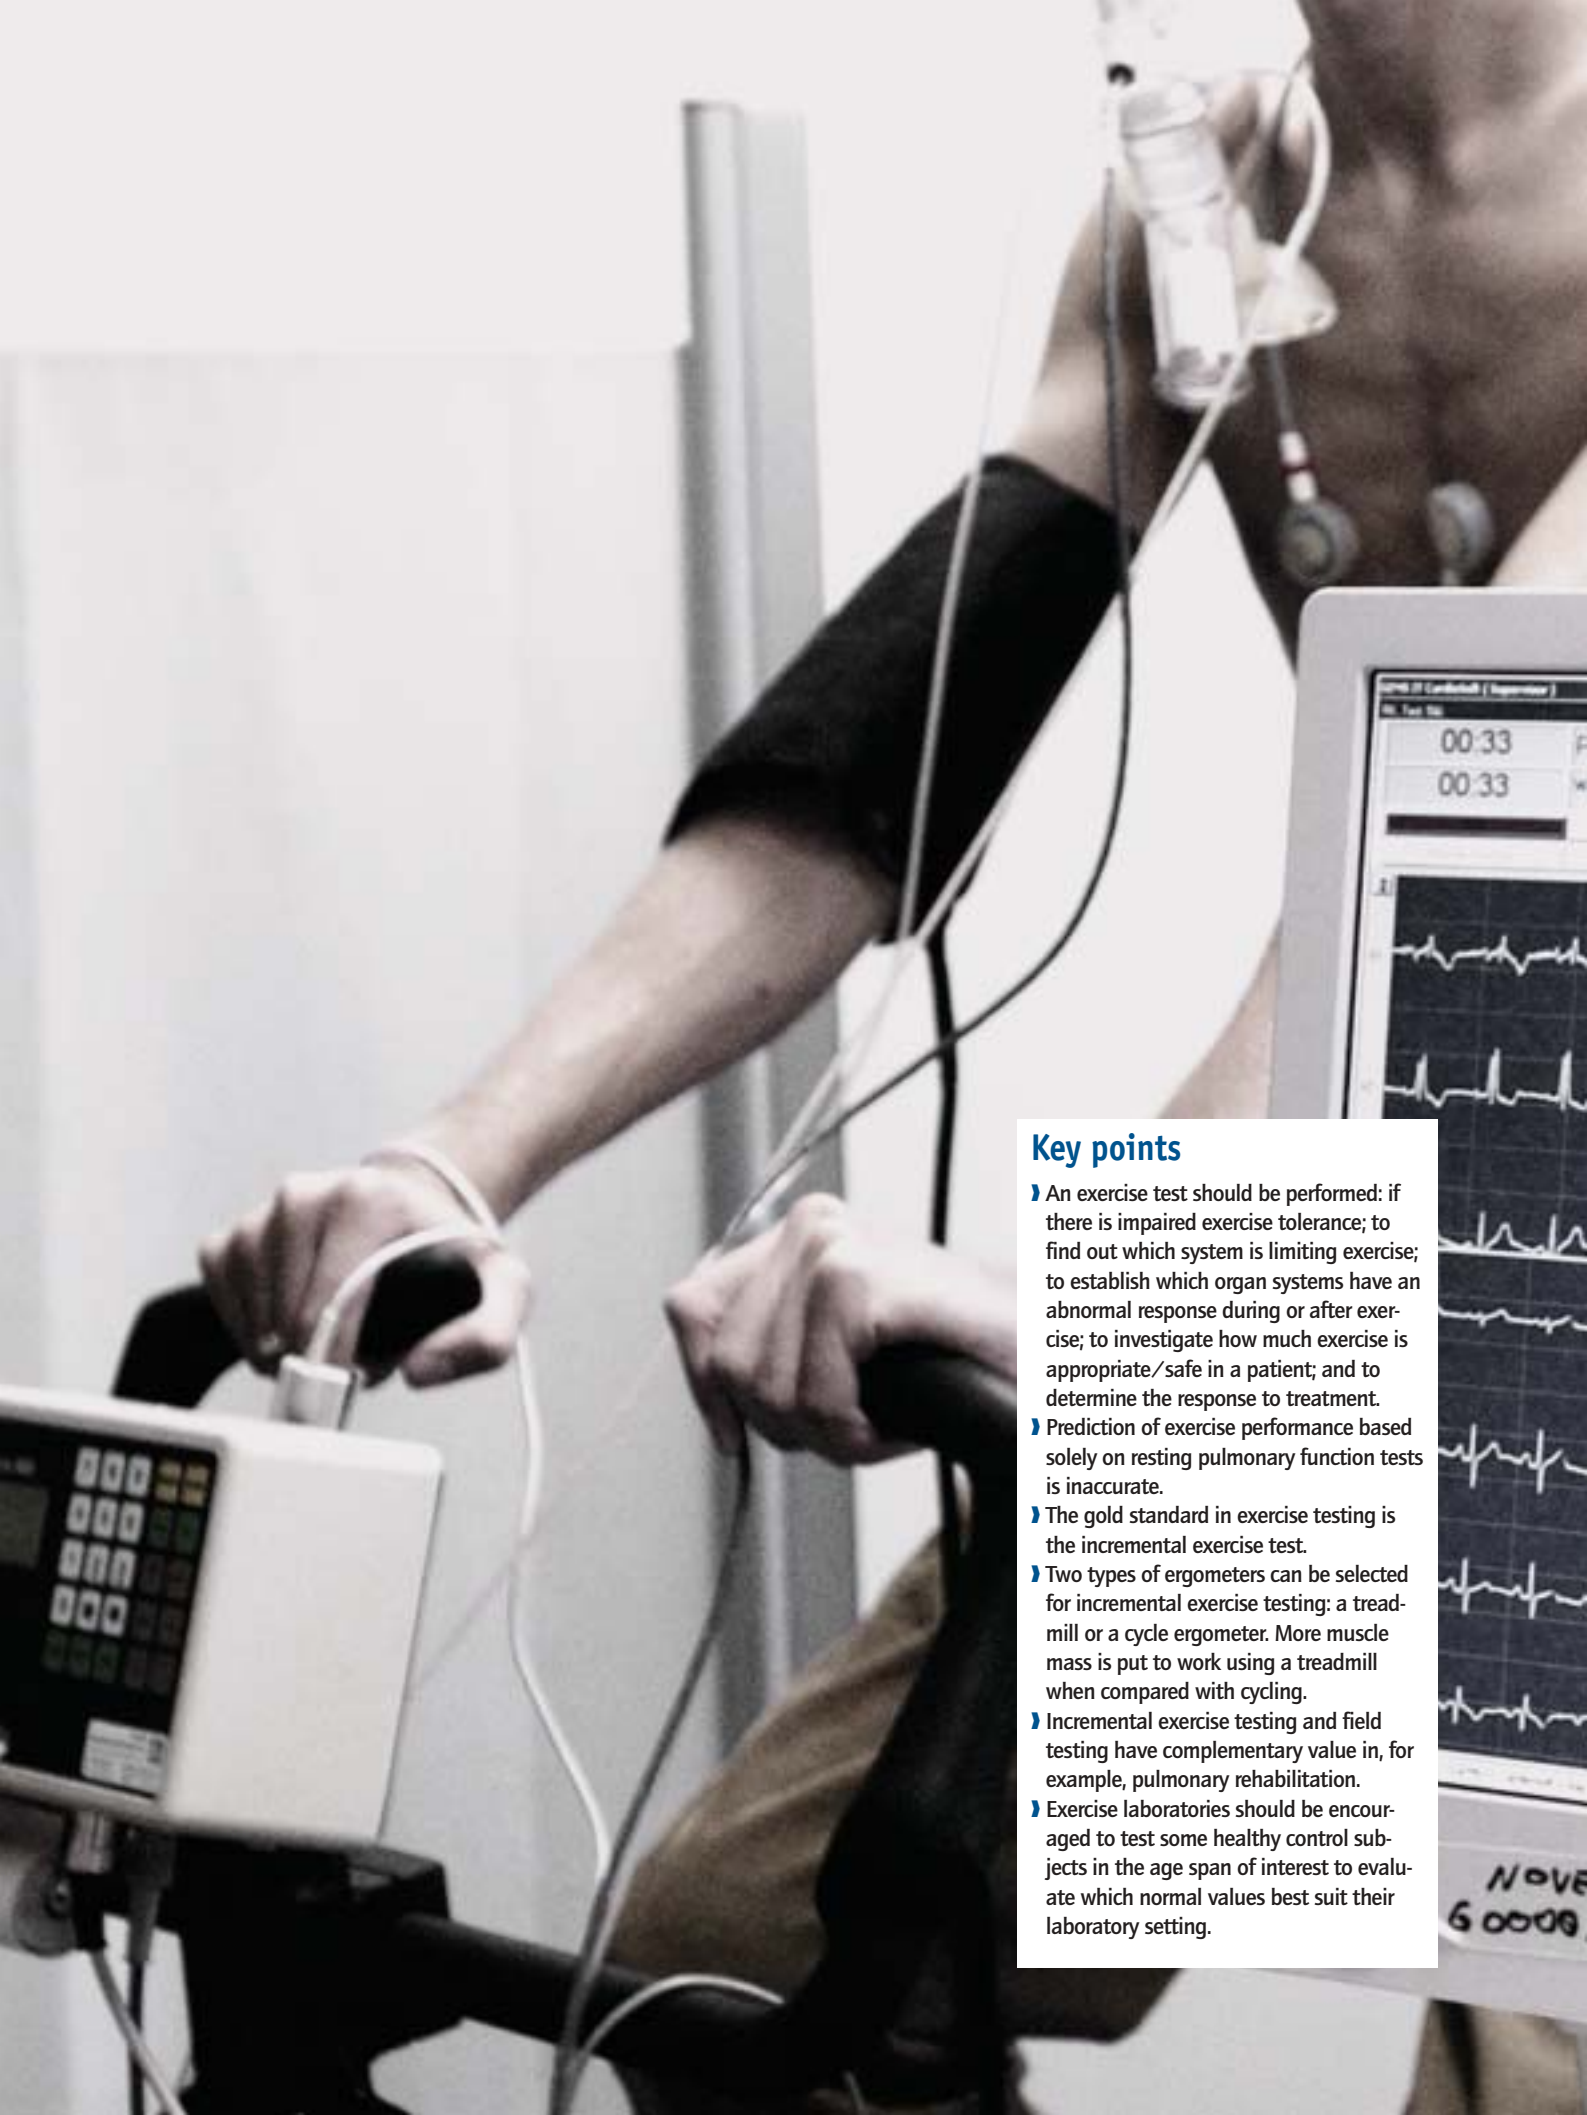 00:33
00:33
Key points
❱ An exercise test should be performed: if
there is impaired exercise tolerance; to
find out which system is limiting exercise;
to establish which organ systems have an
abnormal response during or after exer-
cise; to investigate how much exercise is
appropriate/safe in a patient; and to
determine the response to treatment.
❱ Prediction of exercise performance based
solely on resting pulmonary function tests
is inaccurate.
❱ The gold standard in exercise testing is
the incremental exercise test.
❱ Two types of ergometers can be selected
for incremental exercise testing: a tread-
mill or a cycle ergometer. More muscle
mass is put to work using a treadmill
when compared with cycling.
❱ Incremental exercise testing and field
testing have complementary value in, for
example, pulmonary rehabilitation.
❱ Exercise laboratories should be encour-
aged to test some healthy control sub-
jects in the age span of interest to evalu-
ate which normal values best suit their
laboratory setting.
NOVE